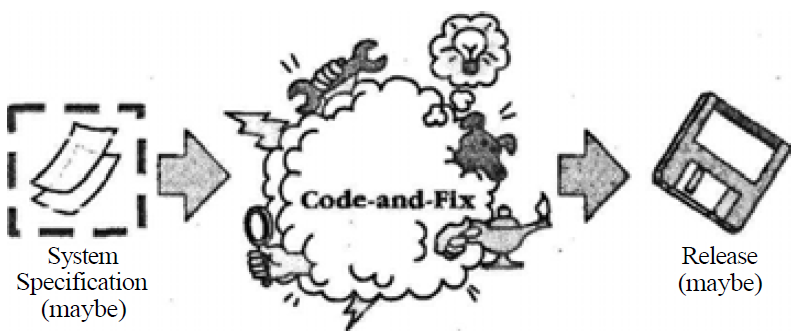 Code-and-Fix
System
Specification
(maybe)
Release
(maybe)